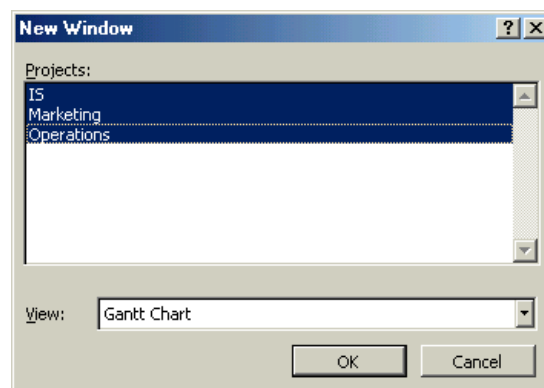 New Window
Projects:
IS
Marketing
Operations
View: Gantt Chart
OK Cancel